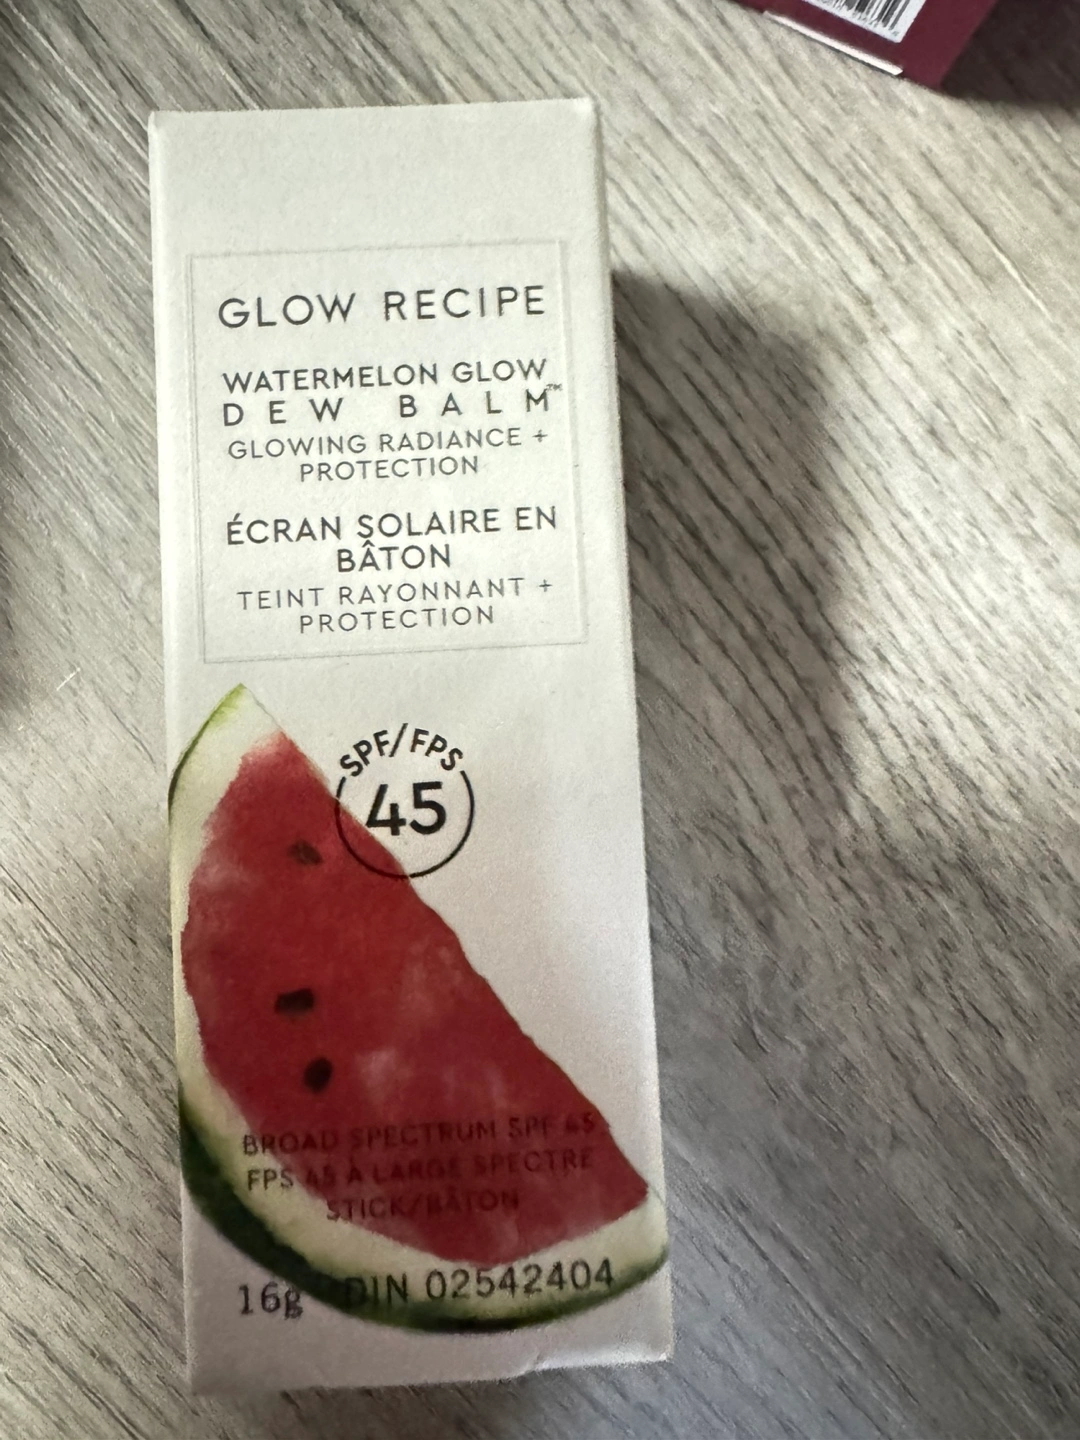 GLOW RECIPE
WATERMELON GLOW
DEW BALM™
GLOWING RADIANCE +
PROTECTION
ÉCRAN SOLAIRE EN
BÂTON
TEINT RAYONNANT +
PROTECTION
SPF/FPS
45
BROAD SPECTRUM SPF 45
FPS 45 À LARGE SPECTRE
STICK/BÂTON
16g DIN 02542404